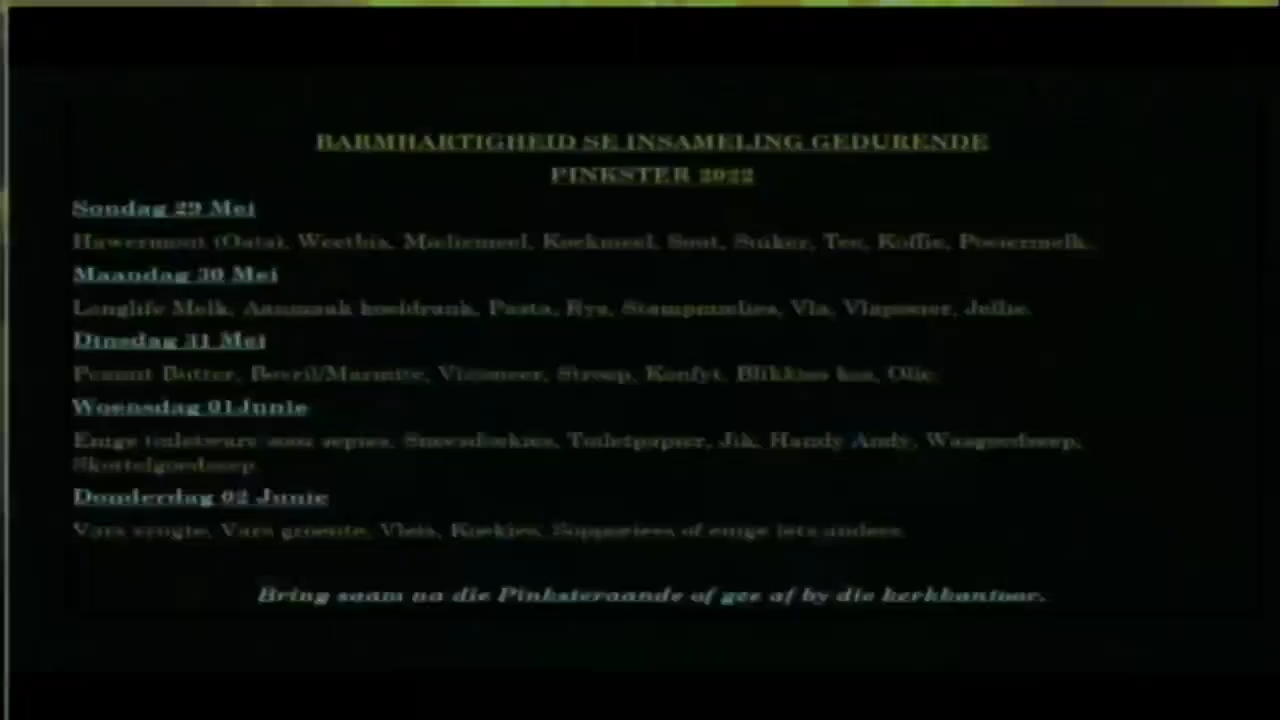 BARMHARTIGHEID SE INSAMELING GEDURENDE
PINKSTER 2022
Sondag 29 Mei
Hawermout (Oats), Weetbix, Mieliemeel, Koekmeel, Sout, Suiker, Tee, Koffie, Poeiermelk.
Maandag 30 Mei
Longlife Melk, Aanmaak koeldrank, Pasta, Rys, Stampmielies, Vla, Vlapoeier, Jellie.
Dinsdag 31 Mei
Peanut Butter, Bovril/Marmite, Vissmeer, Stroop, Konfyt, Blikkies kos, Olie.
Woensdag 01 Junie
Enige toiletware soos sepies, Smeerlekkies, Toiletpapier, Jik, Handy Andy, Wasgoedseep,
Skottelgoedseep
Donderdag 02 Junie
Vars vrugte, Vars groente, Vleis, Koekies, of enige iets anders.
Bring saam na die Pinksteraande of gee af by die kerkkantoor.